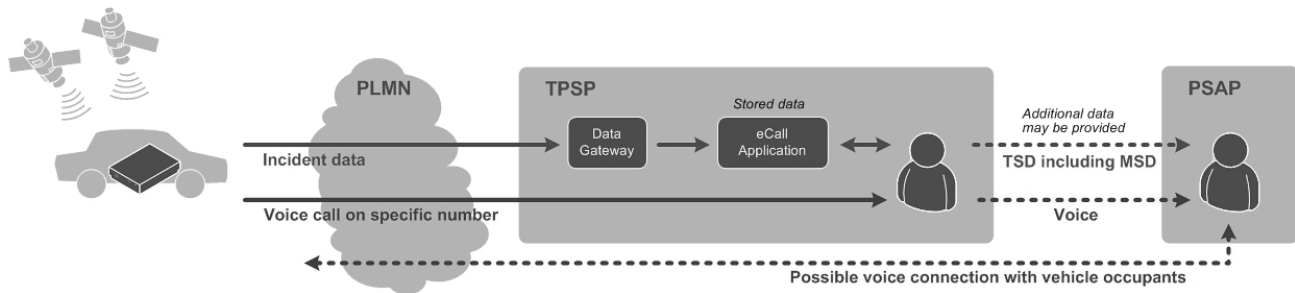 PLMN
TPSP
PSAP
Stored data
Additional data
may be provided
Data
Gateway
eCall
Application
Incident data
TSD including MSD
Voice call on specific number
Voice
Possible voice connection with vehicle occupants